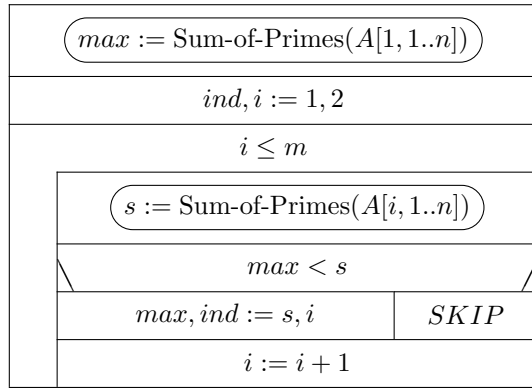 max := Sum-of-Primes(A[1, 1..n])
ind, i := 1, 2
i ≤ m
s := Sum-of-Primes(A[i, 1..n])
max < s
max, ind := s, i SKIP
i := i + 1